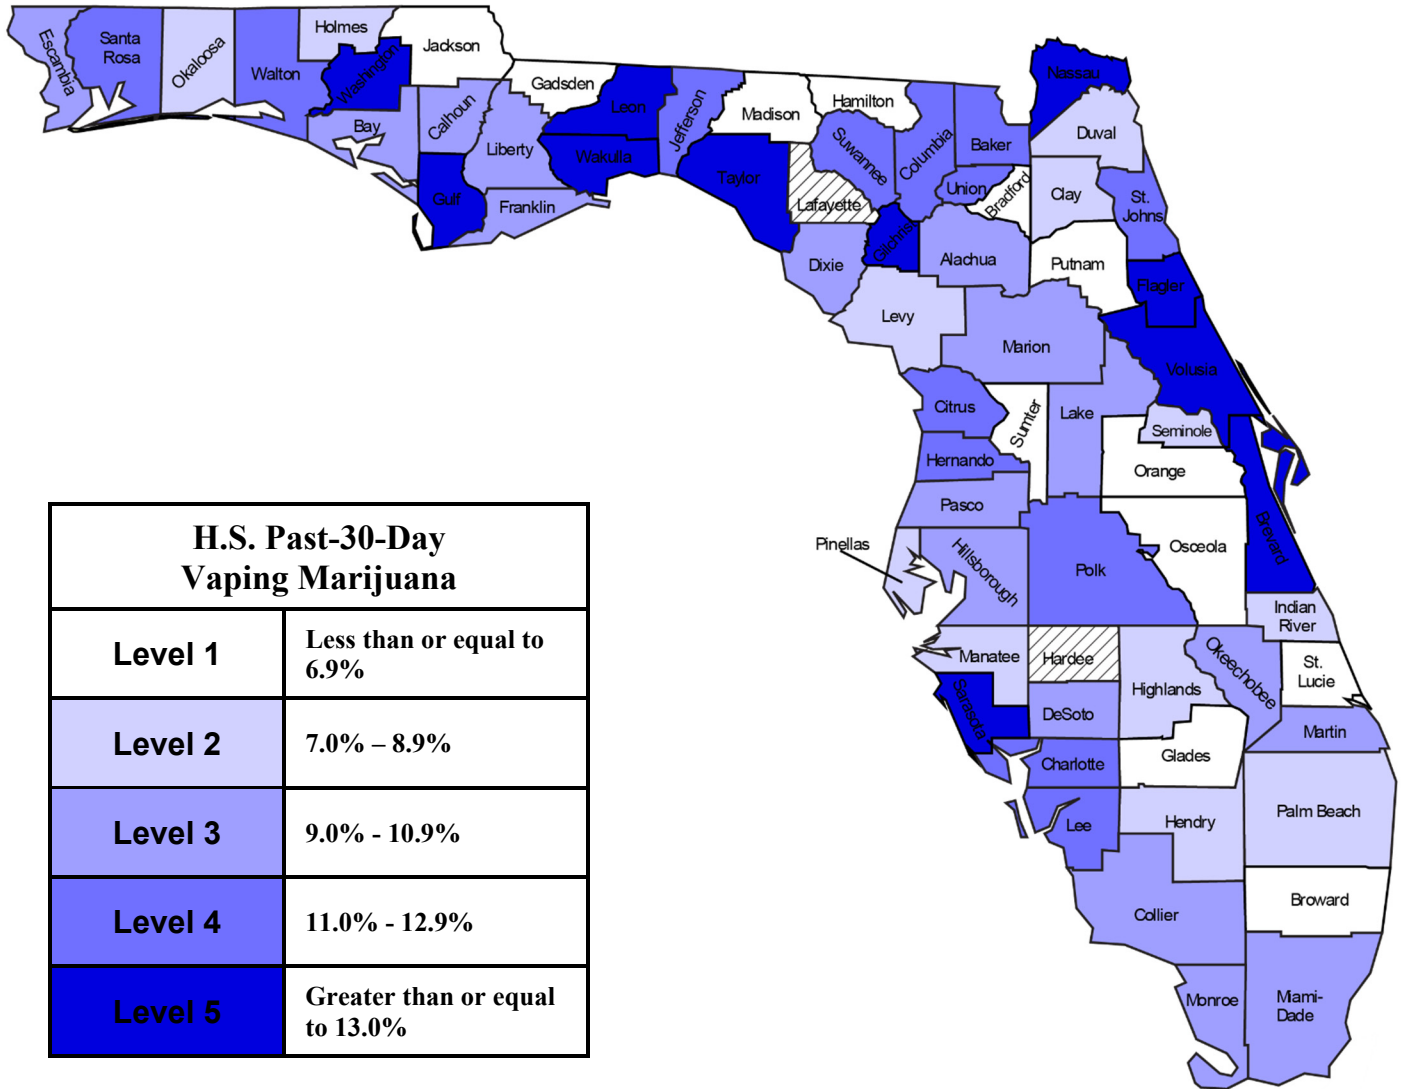 Escambia
Santa
Rosa
Okaloosa
Walton
Holmes
Washington
Jackson
Bay
Calhoun
Gulf
Liberty
Franklin
Gadsden
Leon
Wakulla
Jefferson
Madison
Taylor
Hamilton
Suwannee
Lafayette
Columbia
Baker
Union
Bradford
Nassau
Duval
Clay
St.
Johns
Gilchrist
Dixie
Alachua
Putnam
Flagler
Levy
Marion
Volusia
Citrus
Sumter
Lake
Seminole
Hernando
Orange
Pasco
Brevard
Pinellas
Hillsborough
Polk
Osceola
Indian
River
Manatee
Hardee
Highlands
Okeechobee
St.
Lucie
Sarasota
DeSoto
Martin
Charlotte
Glades
Lee
Hendry
Palm Beach
Collier
Broward
Monroe
Miami-
Dade
H.S. Past-30-Day
Vaping Marijuana
Level 1
Less than or equal to
6.9%
Level 2
7.0% – 8.9%
Level 3
9.0% - 10.9%
Level 4
11.0% - 12.9%
Level 5
Greater than or equal
to 13.0%